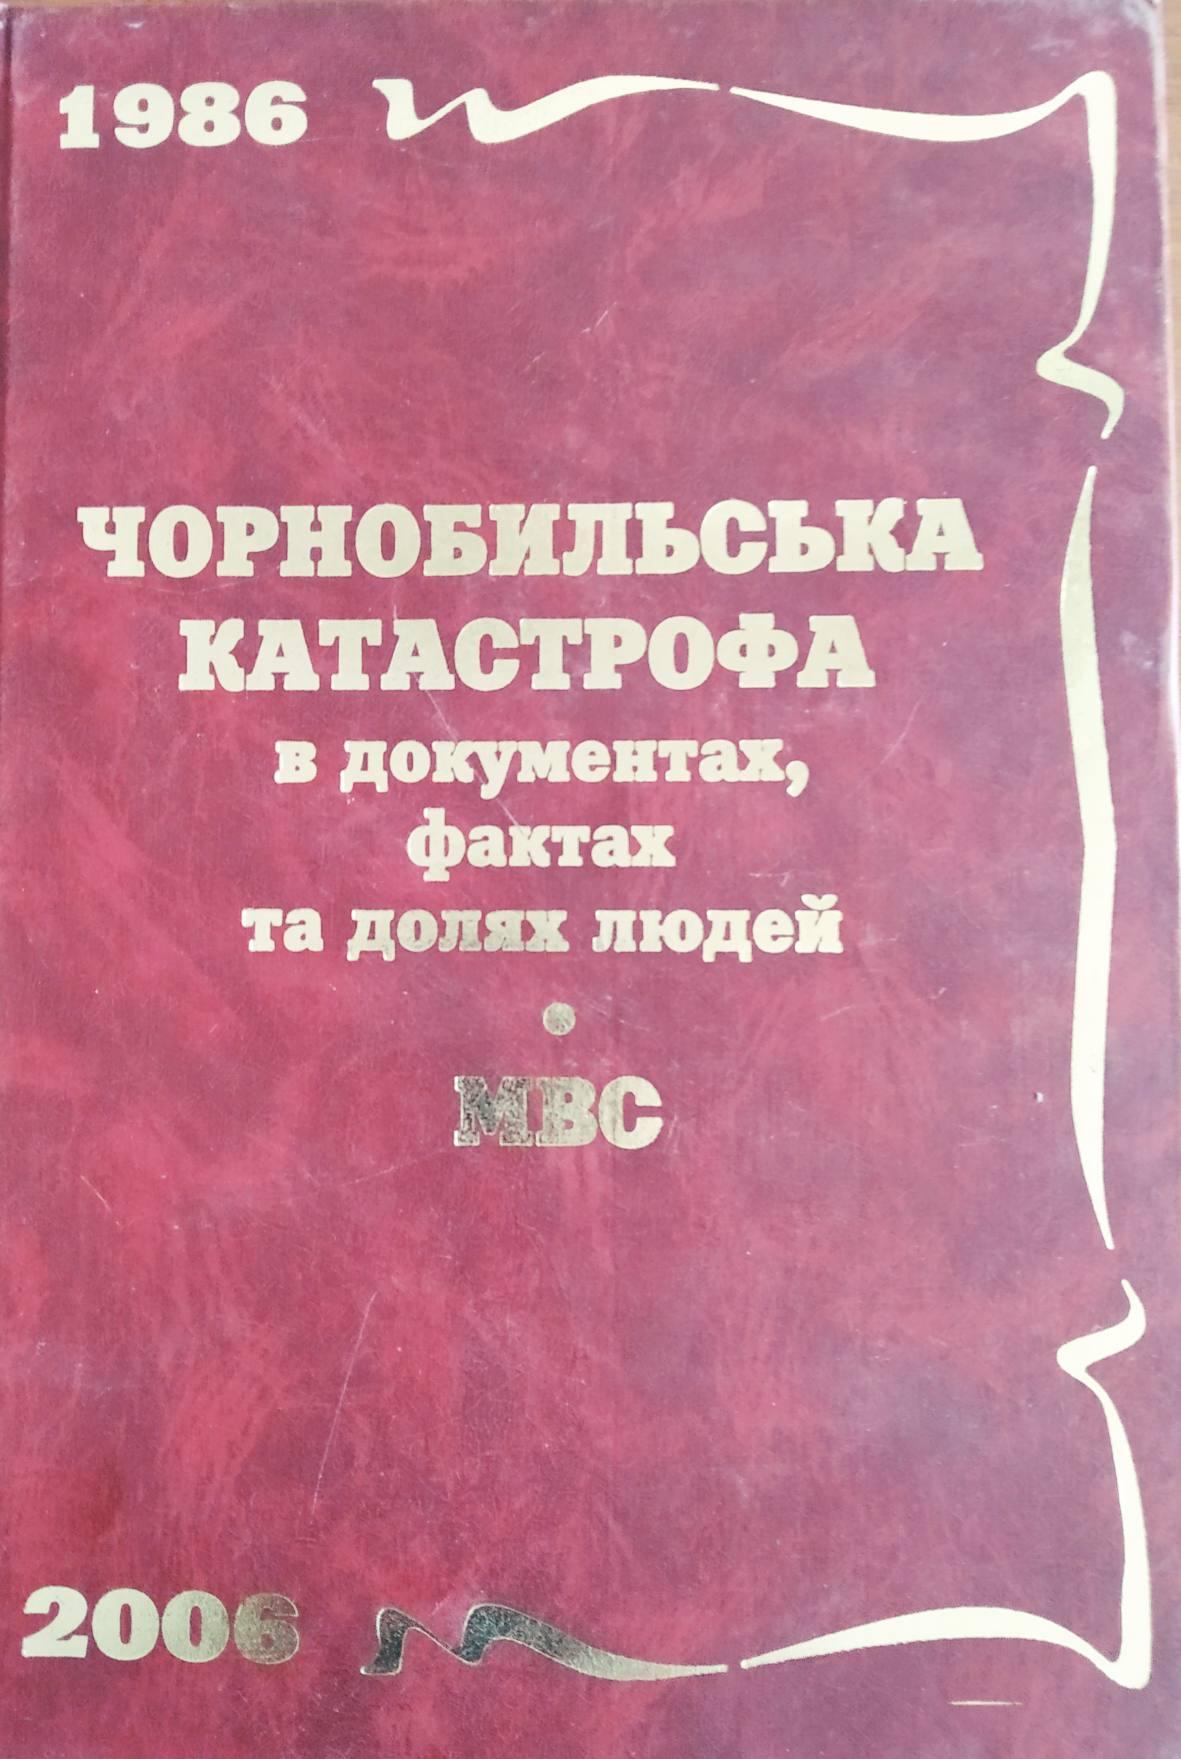 1986
ЧОРНОБИЛЬСЬКА
КАТАСТРОФА
в документах,
фактах
та долях людей
•
МВС
2006